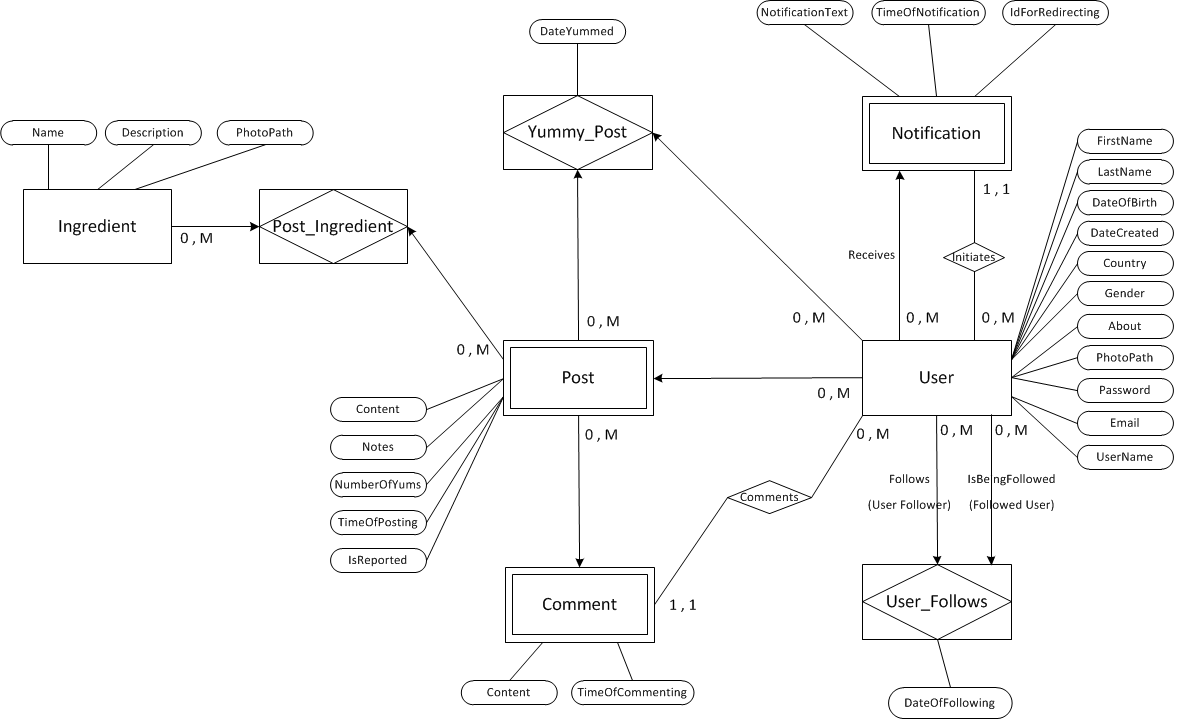 NotificationText
TimeOfNotification
IdForRedirecting
DateYummed
Yummy_Post
Notification
Name
Description
PhotoPath
Ingredient
0 , M
Post_Ingredient
1 , 1
Receives
Initiates
0 , M
0 , M
0 , M
0 , M
0 , M
FirstName
LastName
DateOfBirth
DateCreated
Country
Gender
About
PhotoPath
Password
Email
UserName
Post
0 , M
User
Content
Notes
NumberOfYums
TimeOfPosting
IsReported
0 , M
0 , M
0 , M
0 , M
Comments
Follows
(User Follower)
IsBeingFollowed
(Followed User)
Comment
1 , 1
User_Follows
Content
TimeOfCommenting
DateOfFollowing